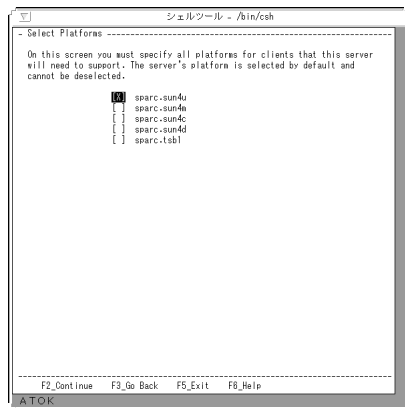 シェルツール - /bin/csh
- Select Platforms --------------------------------------------------------------
On this screen you must specify all platforms for clients that this server
will need to support. The server's platform is selected by default and
cannot be deselected.
[X] sparc.sun4u
[ ] sparc.sun4m
[ ] sparc.sun4c
[ ] sparc.sun4d
[ ] sparc.tsb1
--------------------------------------------------------------------------------
F2_Continue F3_Go Back F5_Exit F6_Help
ATOK